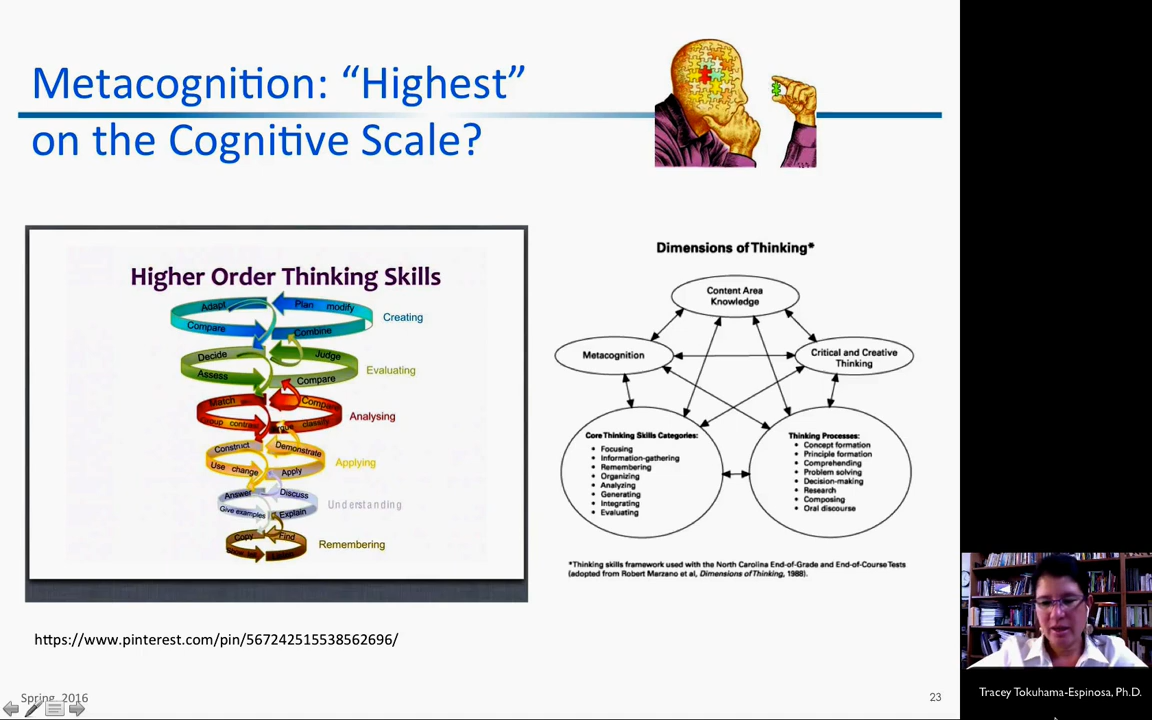 Metacognition: “Highest”
on the Cognitive Scale?
Higher Order Thinking Skills
Adapt
Plan modify
Compare
Combine
Creating
Decide
Judge
Assess
Compare
Evaluating
Match
Compare
Group contrast
classify
Analysing
Construct
Demonstrate
Use change
Apply
Applying
Answer
Discuss
Give examples
Explain
Understanding
Copy
Find
Remembering
https://www.pinterest.com/pin/567242515538562696/
Dimensions of Thinking*
Content Area
Knowledge
Metacognition
Critical and Creative
Thinking
Core Thinking Skills Categories:
• Focusing
• Information-gathering
• Remembering
• Organizing
• Analyzing
• Generating
• Integrating
• Evaluating
Thinking Processes:
• Concept formation
• Principle formation
• Comprehending
• Problem solving
• Decision-making
• Research
• Composing
• Oral discourse
*Thinking skills framework used with the North Carolina End-of-Grade and End-of-Course Tests
(adopted from Robert Marzano et al, Dimensions of Thinking, 1988).
Spring, 2016
23
Tracey Tokuhama-Espinosa, Ph.D.